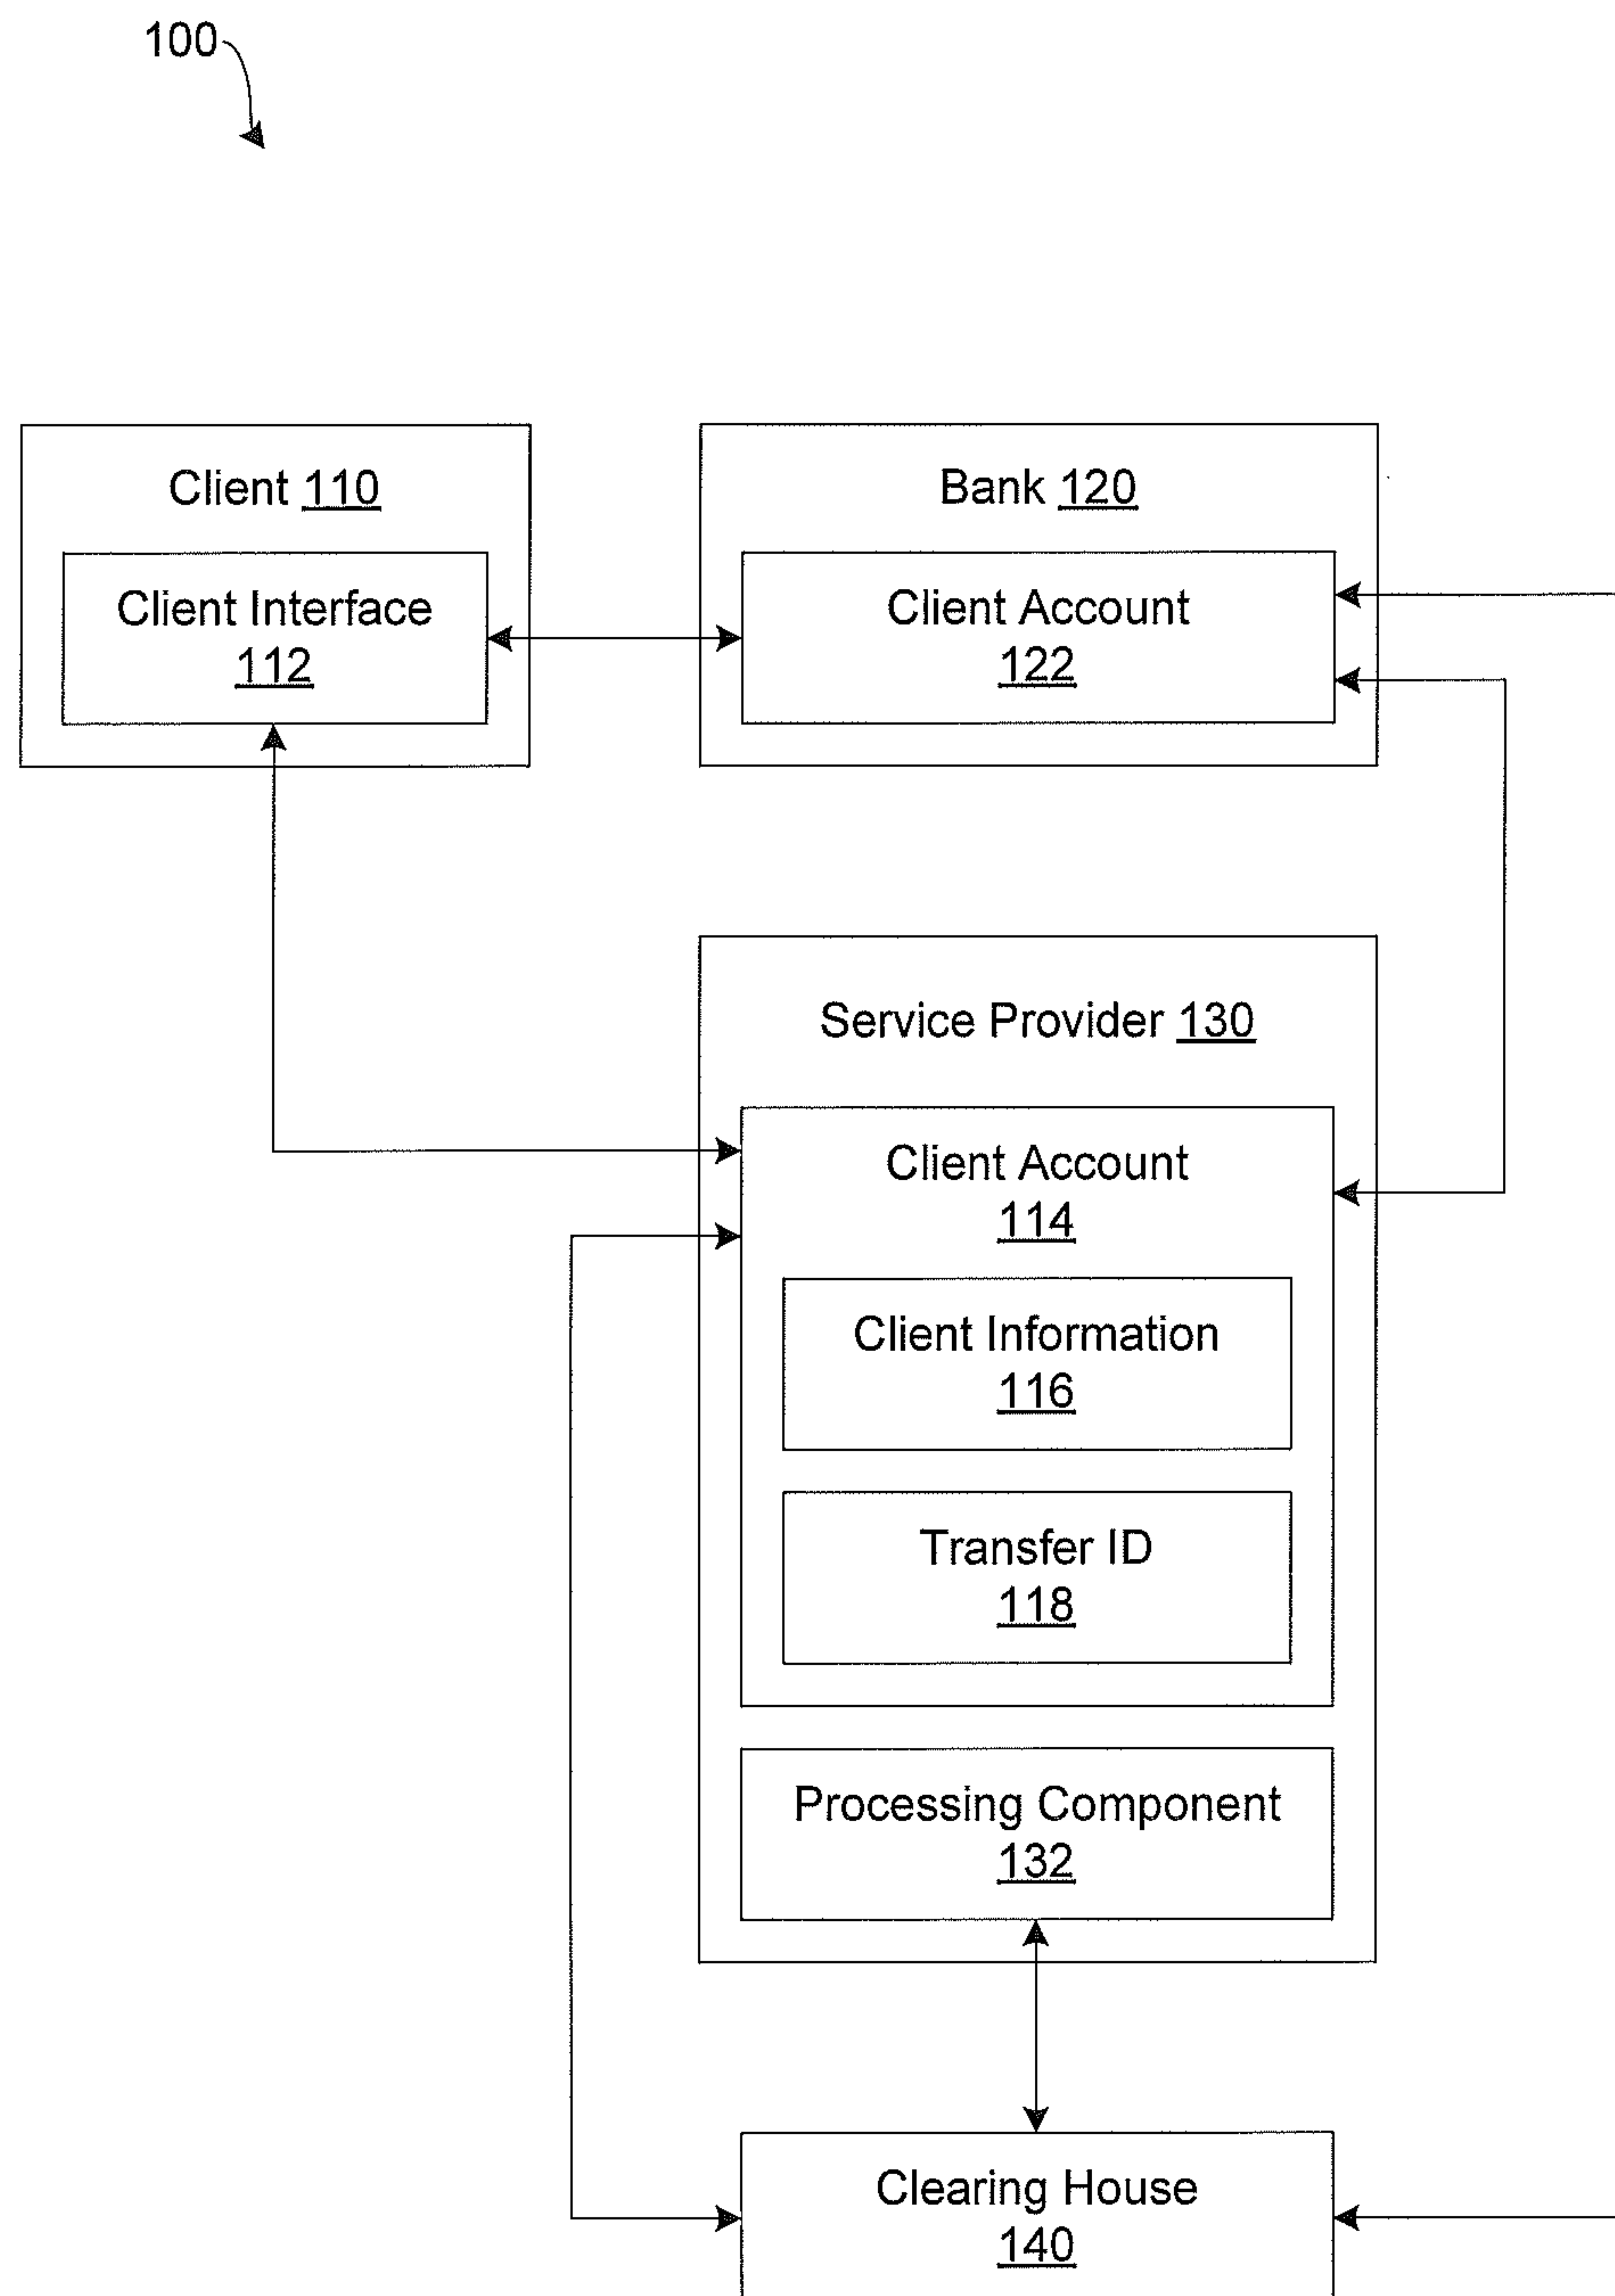 100
Client 110
Client Interface
112
Bank 120
Client Account
122
Service Provider 130
Client Account
114
Client Information
116
Transfer ID
118
Processing Component
132
Clearing House
140